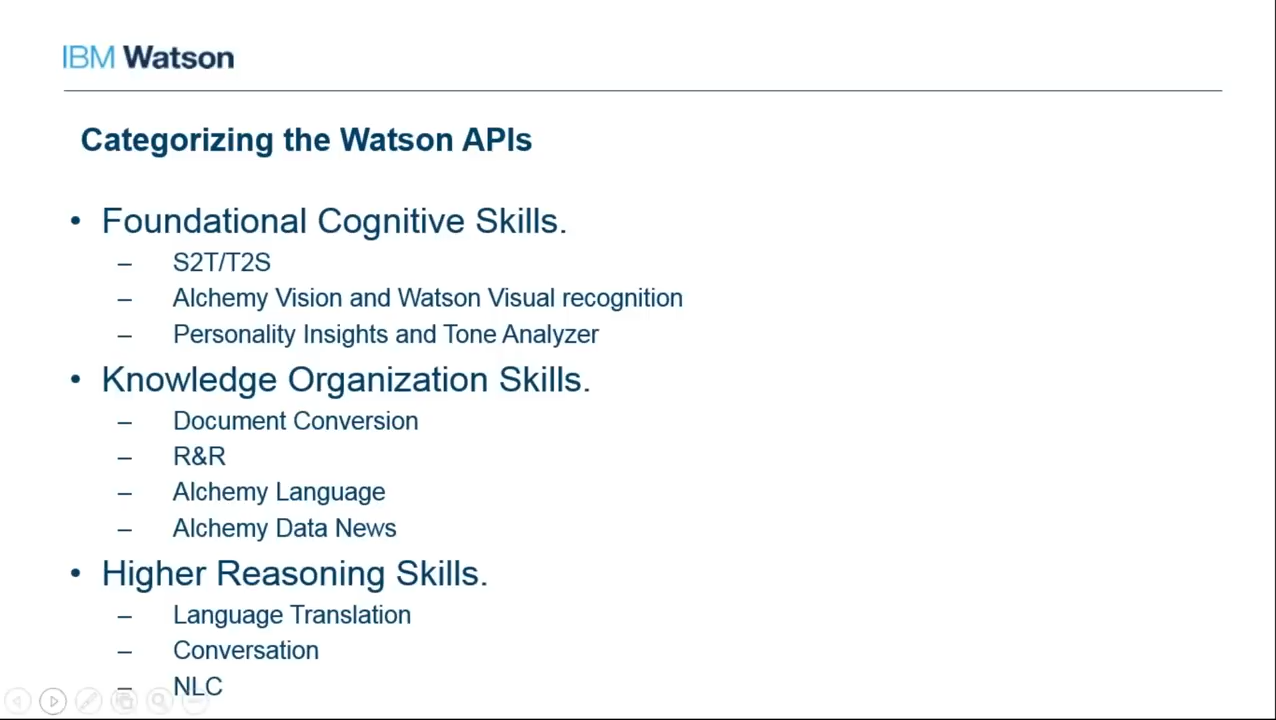 IBM Watson
Categorizing the Watson APIs
• Foundational Cognitive Skills.
– S2T/T2S
– Alchemy Vision and Watson Visual recognition
– Personality Insights and Tone Analyzer
• Knowledge Organization Skills.
– Document Conversion
– R&R
– Alchemy Language
– Alchemy Data News
• Higher Reasoning Skills.
– Language Translation
– Conversation
– NLC